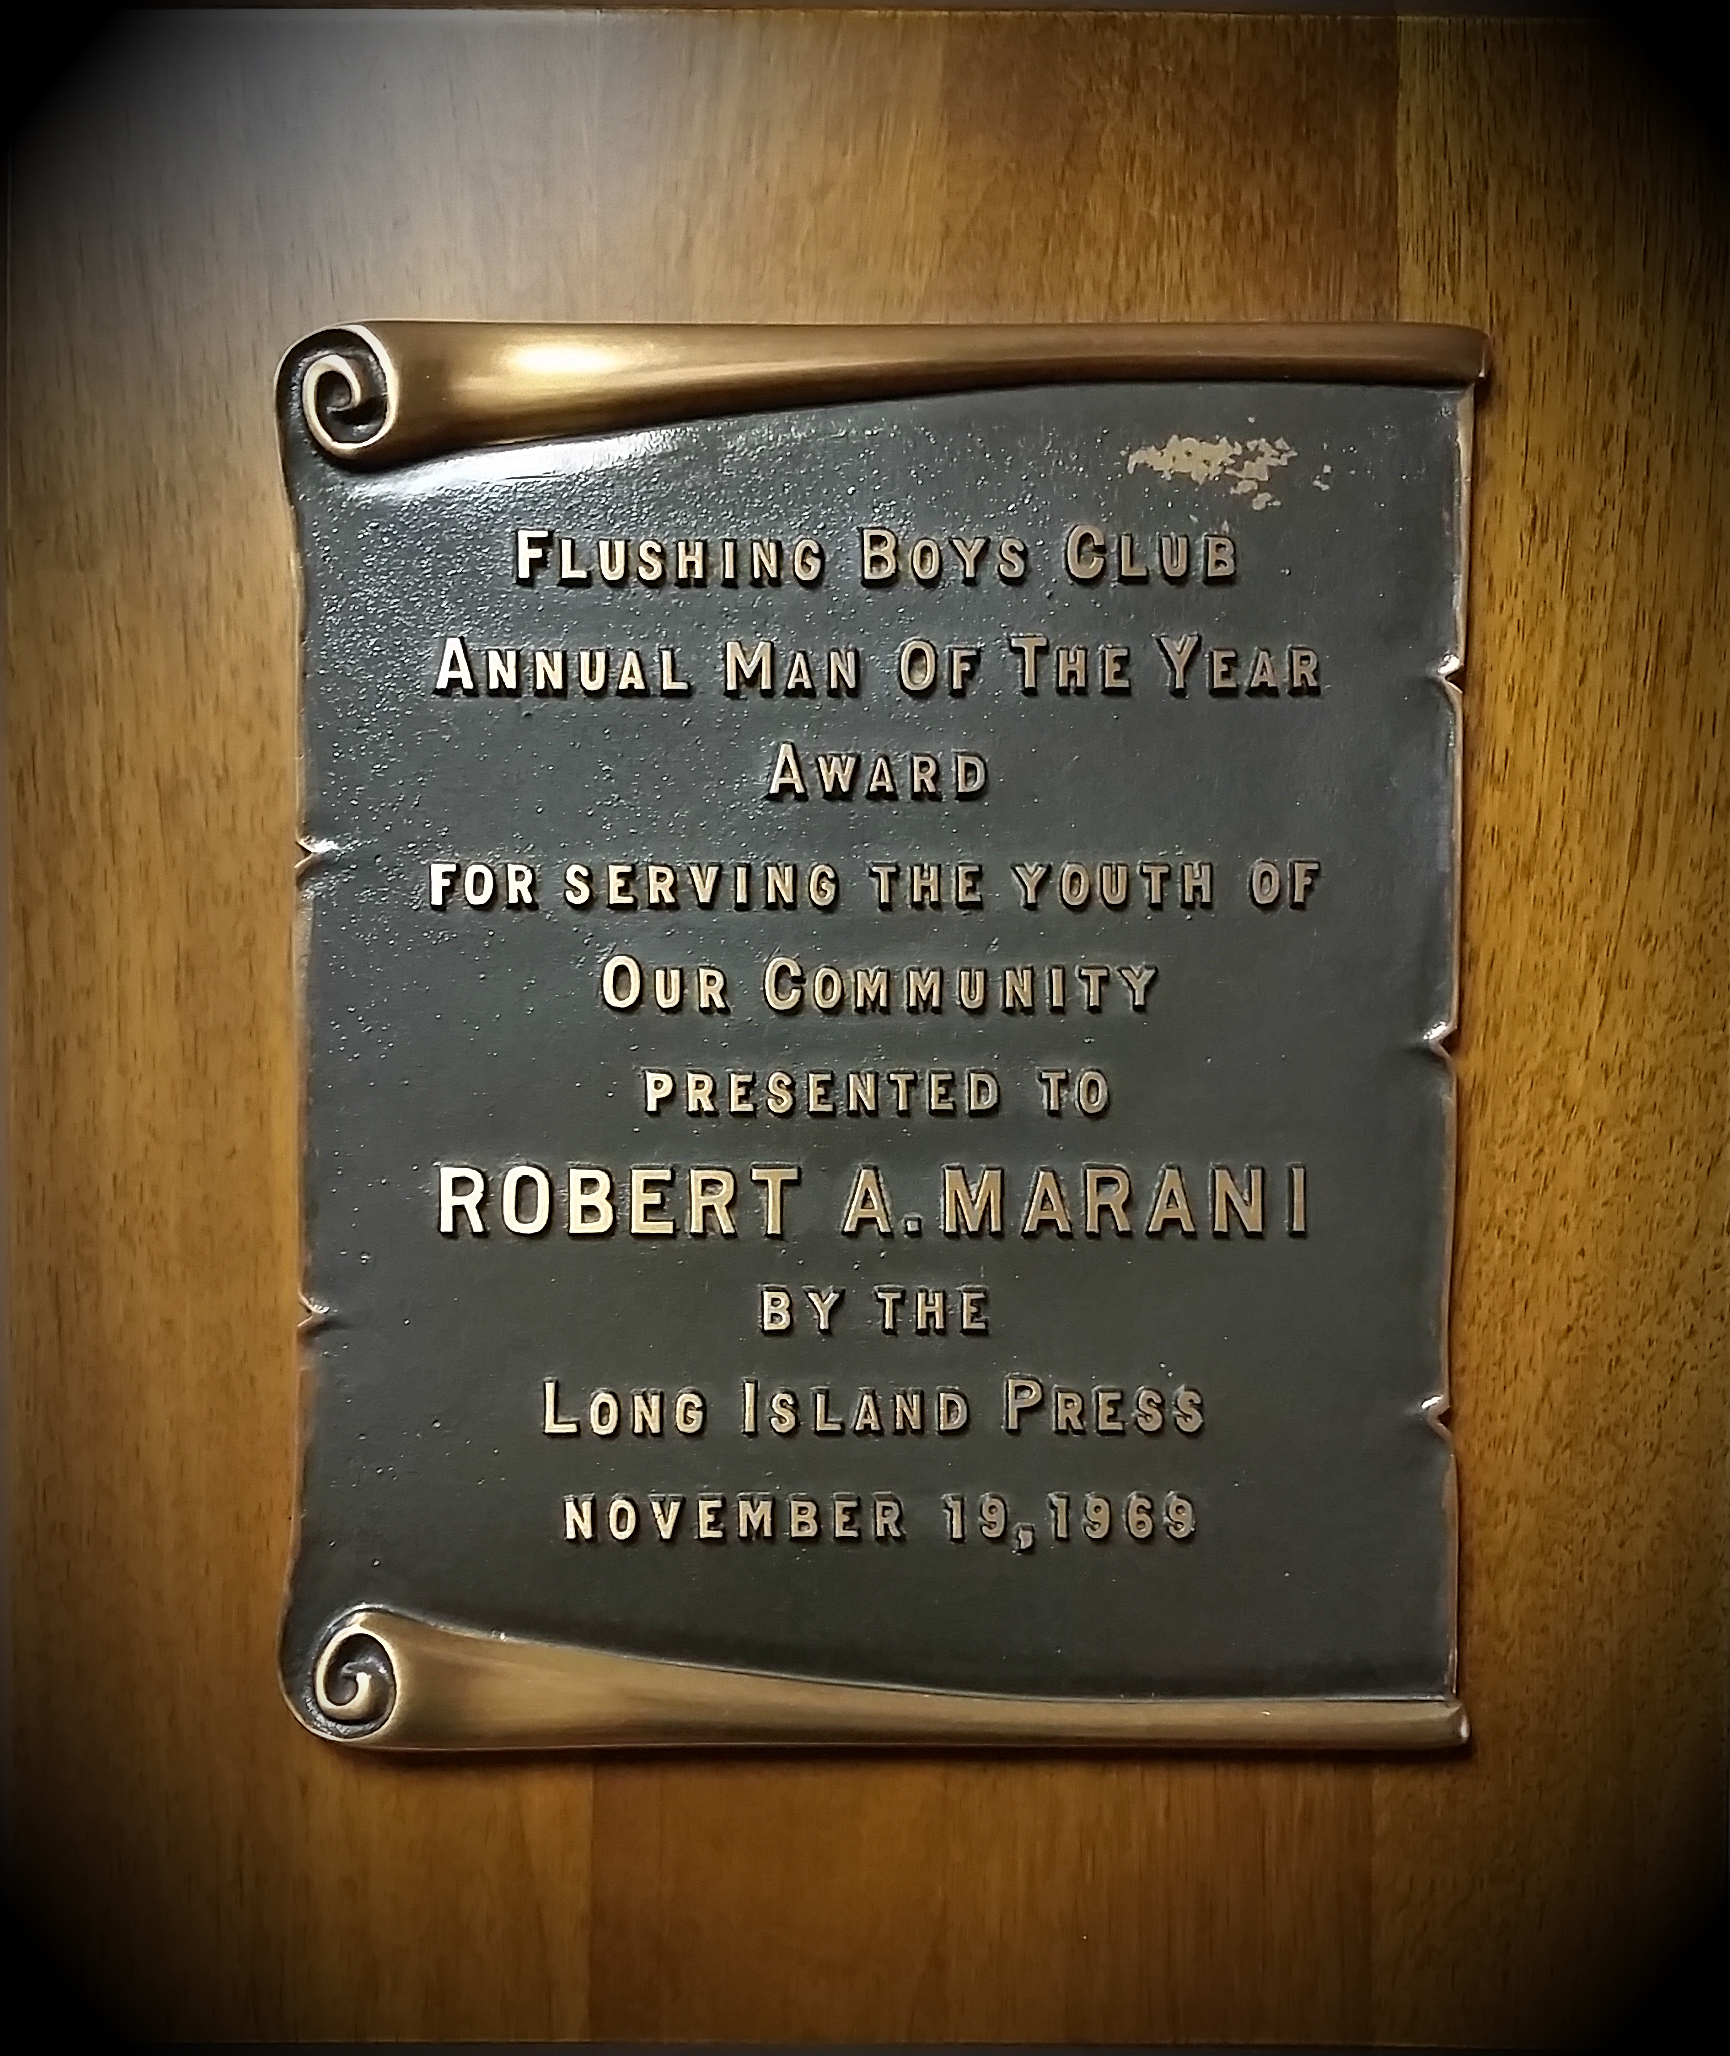 Flushing Boys Club
Annual Man Of The Year
Award
FOR SERVING THE YOUTH OF
Our Community
PRESENTED TO
ROBERT A. MARANI
BY THE
Long Island Press
NOVEMBER 19, 1969